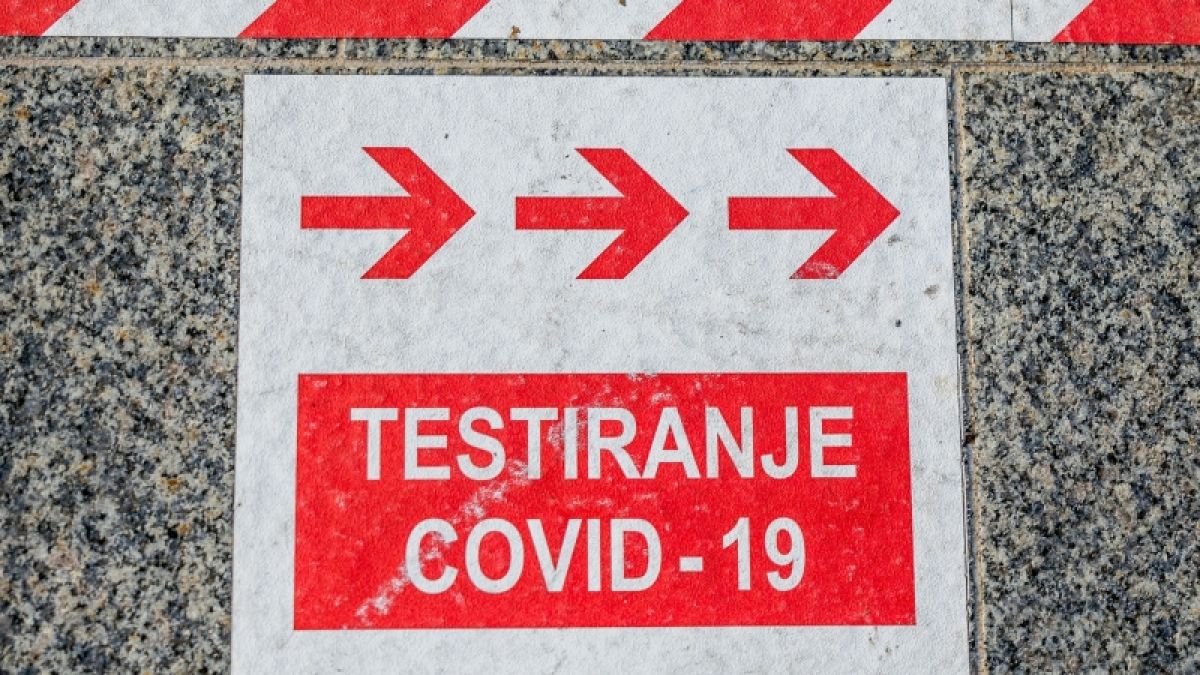 TESTIRANJE
COVID - 19